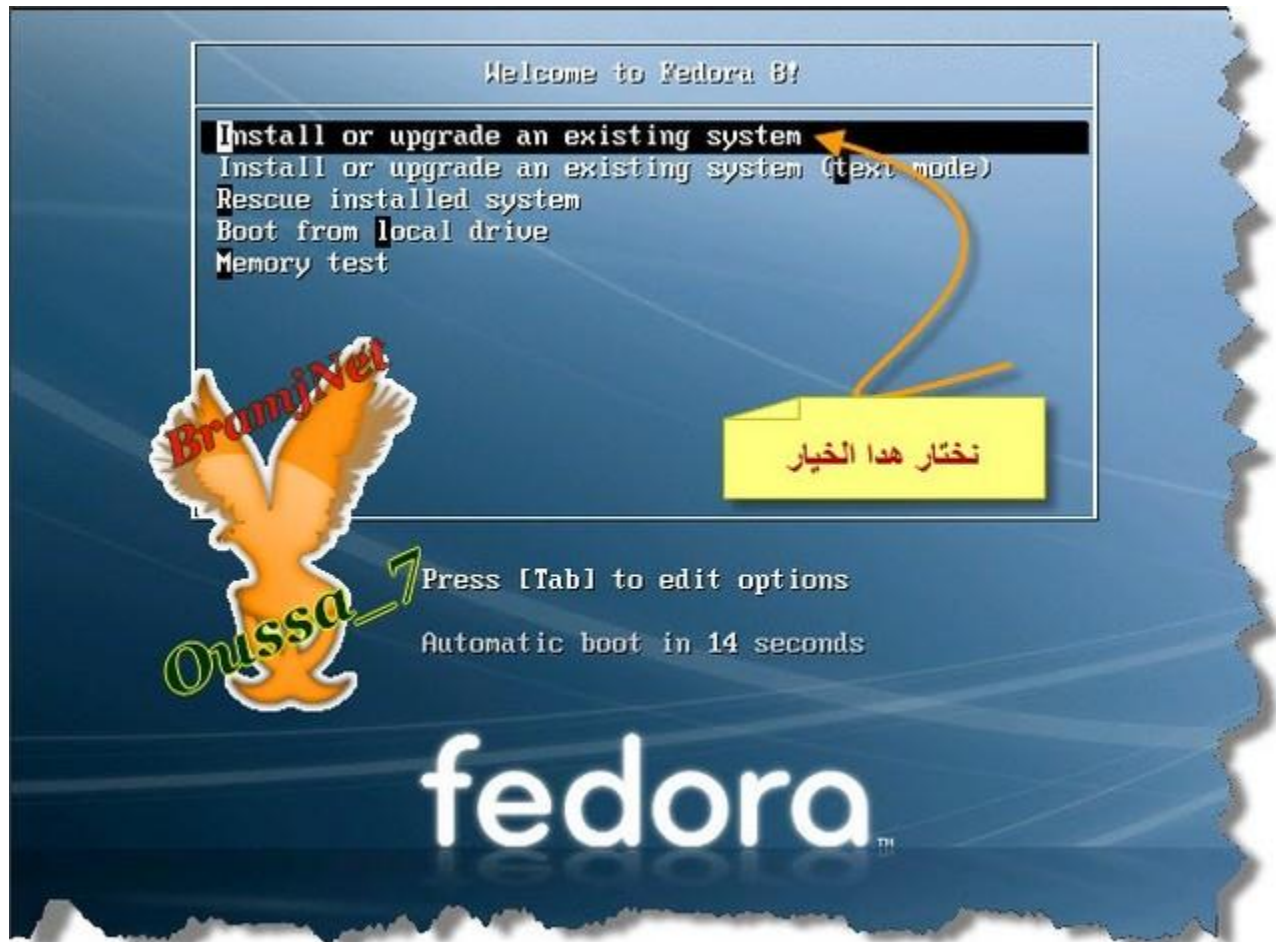 Welcome to Fedora 8!
Install or upgrade an existing system
Install or upgrade an existing system (text mode)
Rescue installed system
Boot from local drive
Memory test
BramjNet
نختار هدا الخيار
Oussa_7
Press [Tab] to edit options
Automatic boot in 14 seconds
fedora
TM